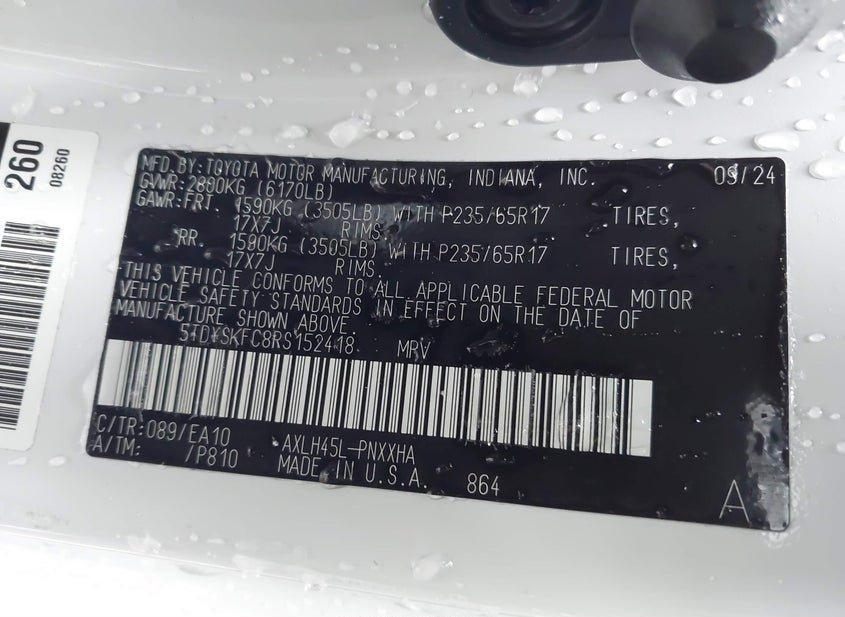 260
08260
MFD.BY:TOYOTA MOTOR MANUFACTURING, INDIANA, INC. 09/24
GVWR:2800KG (6170LB)
GAWR:FRT. 1590KG (3505LB) WITH P235/65R17 TIRES,
17X7J RIMS.
RR. 1590KG (3505LB) WITH P235/65R17 TIRES,
17X7J RIMS.
THIS VEHICLE CONFORMS TO ALL APPLICABLE FEDERAL MOTOR
VEHICLE SAFETY STANDARDS IN EFFECT ON THE DATE OF
MANUFACTURE SHOWN ABOVE.
5TDYSKFC8RS152418 MPV
C/TR:089/EA10 AXLH45L-PNXXHA
A/TM: /P810 MADE IN U.S.A. 864
A